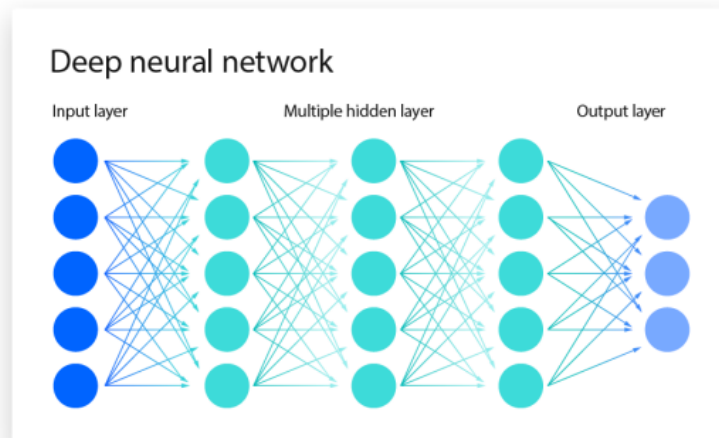 Deep neural network
Input layer
Multiple hidden layer
Output layer